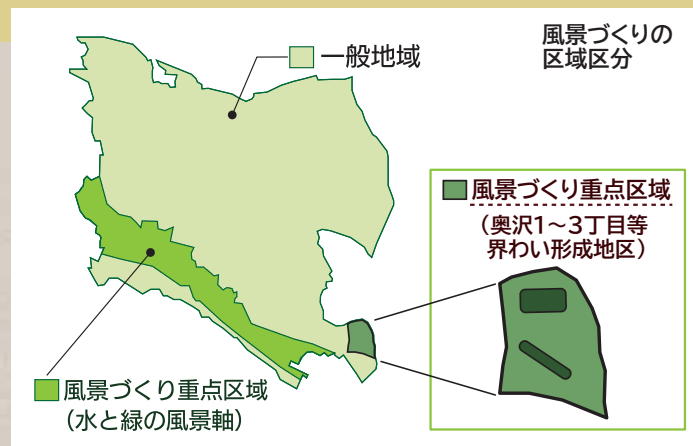 風景づくりの
区域区分
一般地域
風景づくり重点区域
（奥沢1～3丁目等
界わい形成地区）
風景づくり重点区域
（水と緑の風景軸）